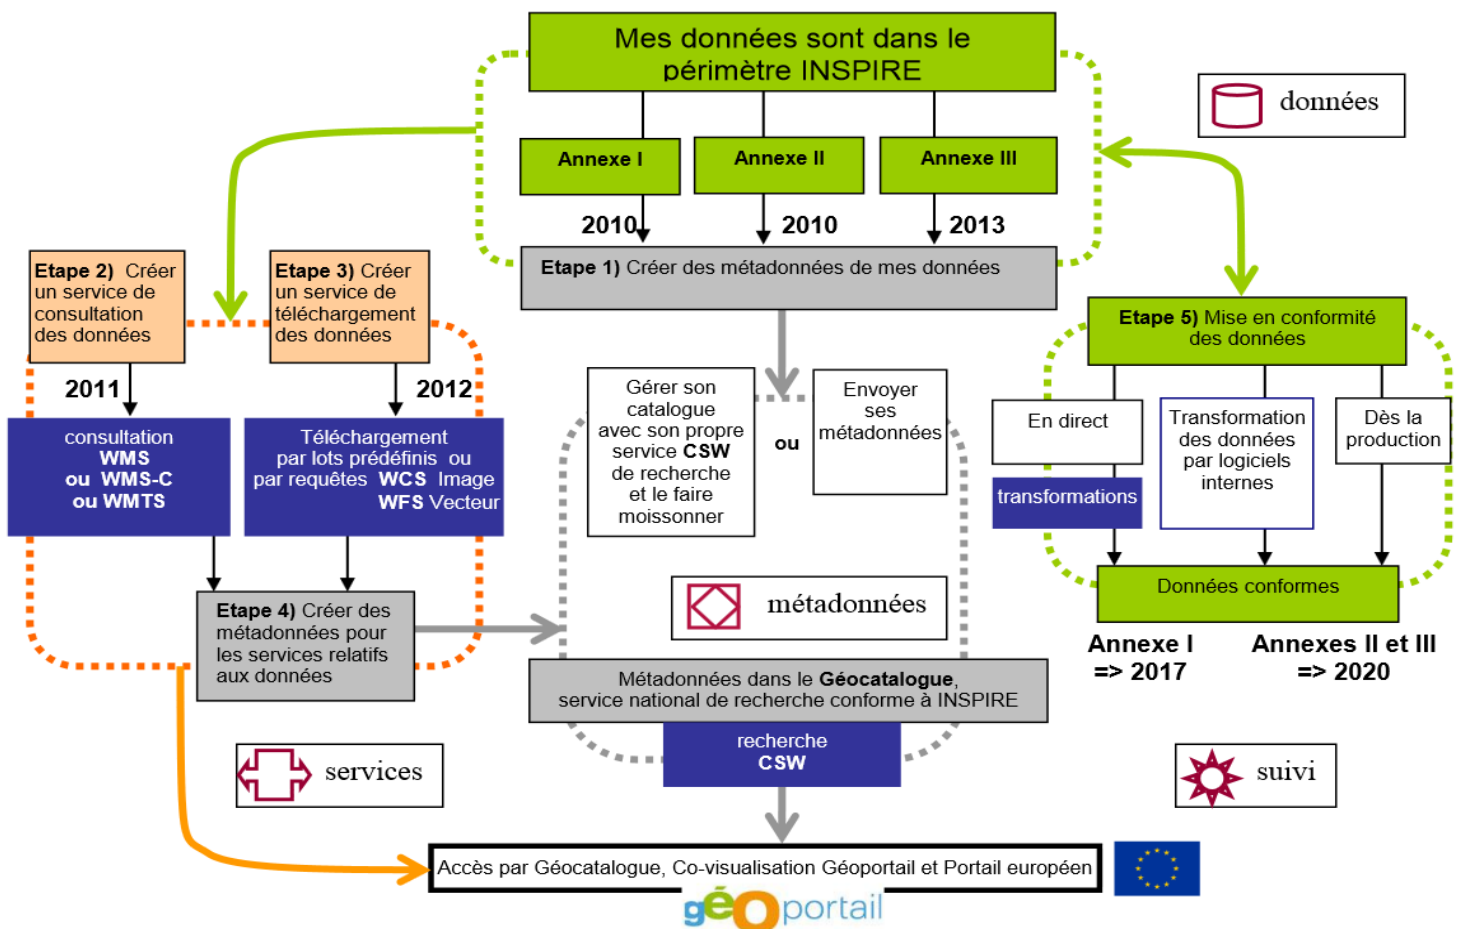 Mes données sont dans le
périmètre INSPIRE
données
Annexe I
Annexe II
Annexe III
2010
2010
2013
Etape 1) Créer des métadonnées de mes données
Etape 2) Créer
un service de
consultation
des données
Etape 3) Créer
un service de
téléchargement
des données
2011
2012
consultation
WMS
ou WMS-C
ou WMTS
Téléchargement
par lots prédéfinis ou
par requêtes WCS Image
WFS Vecteur
Etape 4) Créer des
métadonnées pour
les services relatifs
aux données
Gérer son
catalogue
avec son propre
service CSW
de recherche
et le faire
moissonner
ou
Envoyer
ses
métadonnées
métadonnées
Métadonnées dans le Géocatalogue,
service national de recherche conforme à INSPIRE
recherche
CSW
Etape 5) Mise en conformité
des données
En direct
transformations
Transformation
des données
par logiciels
internes
Dès la
production
Données conformes
Annexe I
=> 2017
Annexes II et III
=> 2020
services
suivi
Accès par Géocatalogue, Co-visualisation Géoportail et Portail européen
géoportail